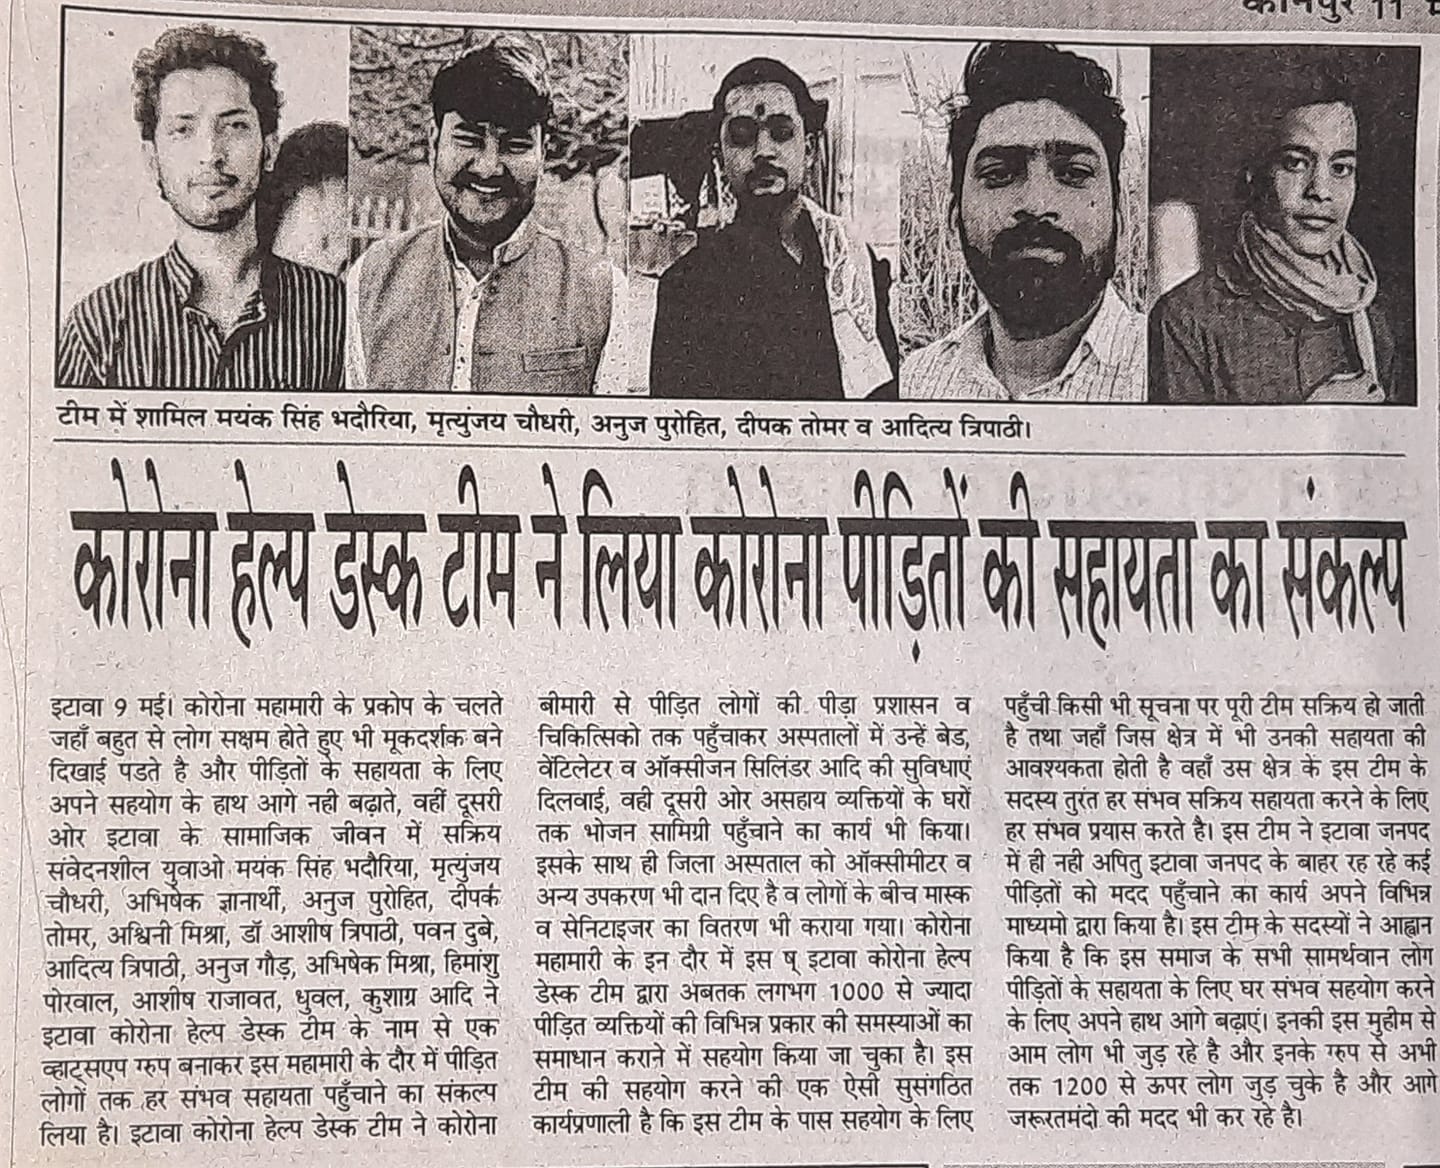 कानपुर 11
टीम में शामिल मयंक सिंह भदौरिया, मृत्युंजय चौधरी, अनुज पुरोहित, दीपक तोमर व आदित्य त्रिपाठी।
कोरोना हेल्प डेस्क टीम ने लिया कोरोना पीड़ितों की सहायता का संकल्प
इटावा 9 मई। कोरोना महामारी के प्रकोप के चलते
जहाँ बहुत से लोग सक्षम होते हुए भी मूकदर्शक बने
दिखाई पडते है और पीड़ितों के सहायता के लिए
अपने सहयोग के हाथ आगे नही बढ़ाते, वहीं दूसरी
ओर इटावा के सामाजिक जीवन में सक्रिय
संवेदनशील युवाओ मयंक सिंह भदौरिया, मृत्युंजय
चौधरी, अभिषेक ज्ञानार्थी, अनुज पुरोहित, दीपक
तोमर, अश्विनी मिश्रा, डॉ आशीष त्रिपाठी, पवन दुबे,
आदित्य त्रिपाठी, अनुज गौड़, अभिषेक मिश्रा, हिमांशु
पोरवाल, आशीष राजावत, धुवल, कुशाग्र आदि ने
इटावा कोरोना हेल्प डेस्क टीम के नाम से एक
व्हाट्सएप ग्रुप बनाकर इस महामारी के दौर में पीड़ित
लोगों तक हर संभव सहायता पहुँचाने का संकल्प
लिया है। इटावा कोरोना हेल्प डेस्क टीम ने कोरोना
बीमारी से पीड़ित लोगों की पीड़ा प्रशासन व
चिकित्सिको तक पहुँचाकर अस्पतालों में उन्हें बेड,
वेंटिलेटर व ऑक्सीजन सिलिंडर आदि की सुविधाएं
दिलवाई, वही दूसरी ओर असहाय व्यक्तियों के घरों
तक भोजन सामिग्री पहुँचाने का कार्य भी किया।
इसके साथ ही जिला अस्पताल को ऑक्सीमीटर व
अन्य उपकरण भी दान दिए है व लोगों के बीच मास्क
व सेनिटाइजर का वितरण भी कराया गया। कोरोना
महामारी के इन दौर में इस ष् इटावा कोरोना हेल्प
डेस्क टीम द्वारा अबतक लगभग 1000 से ज्यादा
पीड़ित व्यक्तियों की विभिन्न प्रकार की समस्याओं का
समाधान कराने में सहयोग किया जा चुका है। इस
टीम की सहयोग करने की एक ऐसी सुसंगठित
कार्यप्रणाली है कि इस टीम के पास सहयोग के लिए
पहुँची किसी भी सूचना पर पूरी टीम सक्रिय हो जाती
है तथा जहाँ जिस क्षेत्र में भी उनकी सहायता की
आवश्यकता होती है वहाँ उस क्षेत्र के इस टीम के
सदस्य तुरंत हर संभव सक्रिय सहायता करने के लिए
हर संभव प्रयास करते है। इस टीम ने इटावा जनपद
में ही नही अपितु इटावा जनपद के बाहर रह रहे कई
पीड़ितों को मदद पहुँचाने का कार्य अपने विभिन्न
माध्यमो द्वारा किया है। इस टीम के सदस्यों ने आह्वान
किया है कि इस समाज के सभी सामर्थवान लोग
पीड़ितों के सहायता के लिए घर संभव सहयोग करने
के लिए अपने हाथ आगे बढ़ाएं। इनकी इस मुहीम से
आम लोग भी जुड़ रहे है और इनके ग्रुप से अभी
तक 1200 से ऊपर लोग जुड़ चुके है और आगे
जरूरतमंदो की मदद भी कर रहे है।